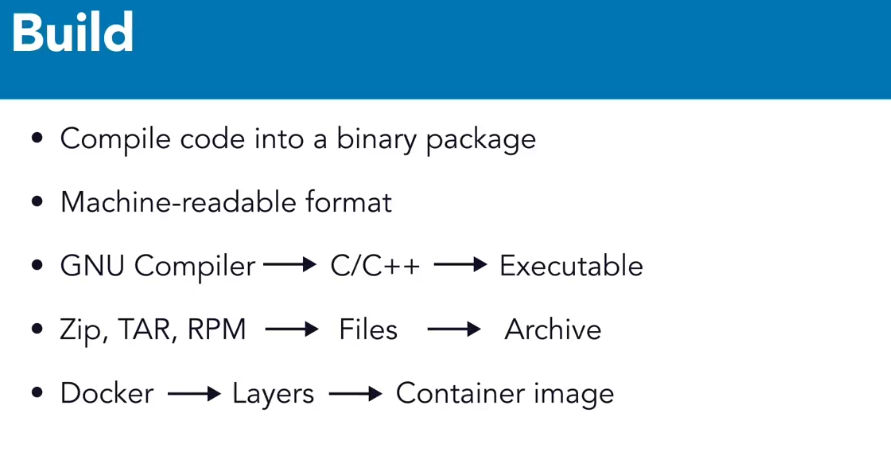 Build
• Compile code into a binary package
• Machine-readable format
• GNU Compiler ⟶ C/C++ ⟶ Executable
• Zip, TAR, RPM ⟶ Files ⟶ Archive
• Docker ⟶ Layers ⟶ Container image